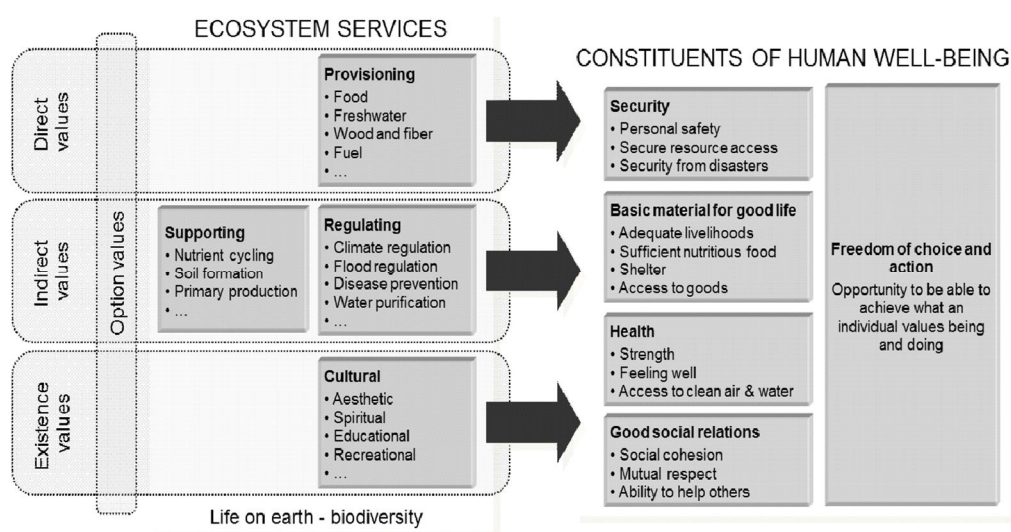 ECOSYSTEM SERVICES
Direct values
Indirect values
Existence values
Option values
Provisioning
• Food
• Freshwater
• Wood and fiber
• Fuel
• ...
Supporting
• Nutrient cycling
• Soil formation
• Primary production
• ...
Regulating
• Climate regulation
• Flood regulation
• Disease prevention
• Water purification
• ...
Cultural
• Aesthetic
• Spiritual
• Educational
• Recreational
• ...
Life on earth - biodiversity
CONSTITUENTS OF HUMAN WELL-BEING
Security
• Personal safety
• Secure resource access
• Security from disasters
Basic material for good life
• Adequate livelihoods
• Sufficient nutritious food
• Shelter
• Access to goods
Health
• Strength
• Feeling well
• Access to clean air & water
Good social relations
• Social cohesion
• Mutual respect
• Ability to help others
Freedom of choice and
action
Opportunity to be able to
achieve what an
individual values being
and doing